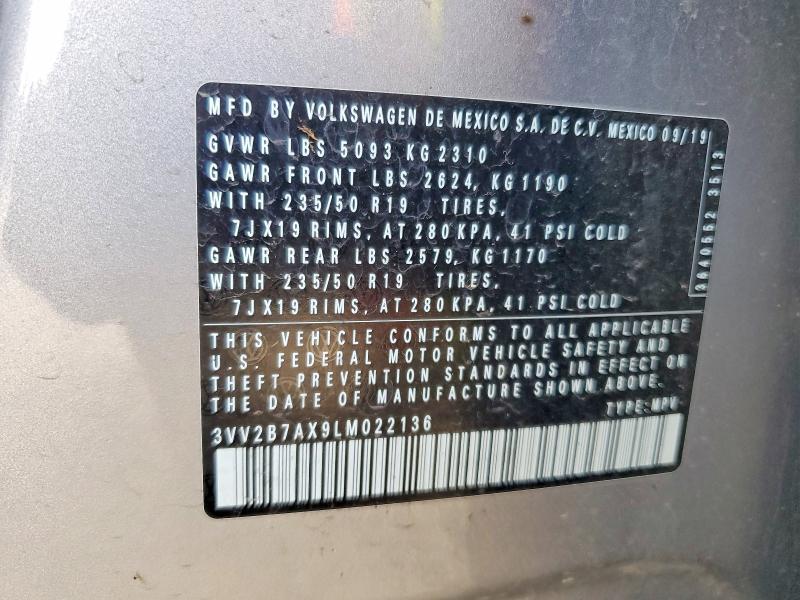 MFD BY VOLKSWAGEN DE MEXICO S.A. DE C.V. MEXICO 09/19
GVWR LBS 5093 KG 2310
GAWR FRONT LBS 2624, KG 1190
WITH 235/50 R19 TIRES,
7JX19 RIMS, AT 280 KPA, 41 PSI COLD
GAWR REAR LBS 2579, KG 1170
WITH 235/50 R19 TIRES,
7JX19 RIMS, AT 280 KPA, 41 PSI COLD
THIS VEHICLE CONFORMS TO ALL APPLICABLE
U.S. FEDERAL MOTOR VEHICLE SAFETY AND
THEFT PREVENTION STANDARDS IN EFFECT ON
THE DATE OF MANUFACTURE SHOWN ABOVE.
TYPE: MPV
3VV2B7AX9LM022136